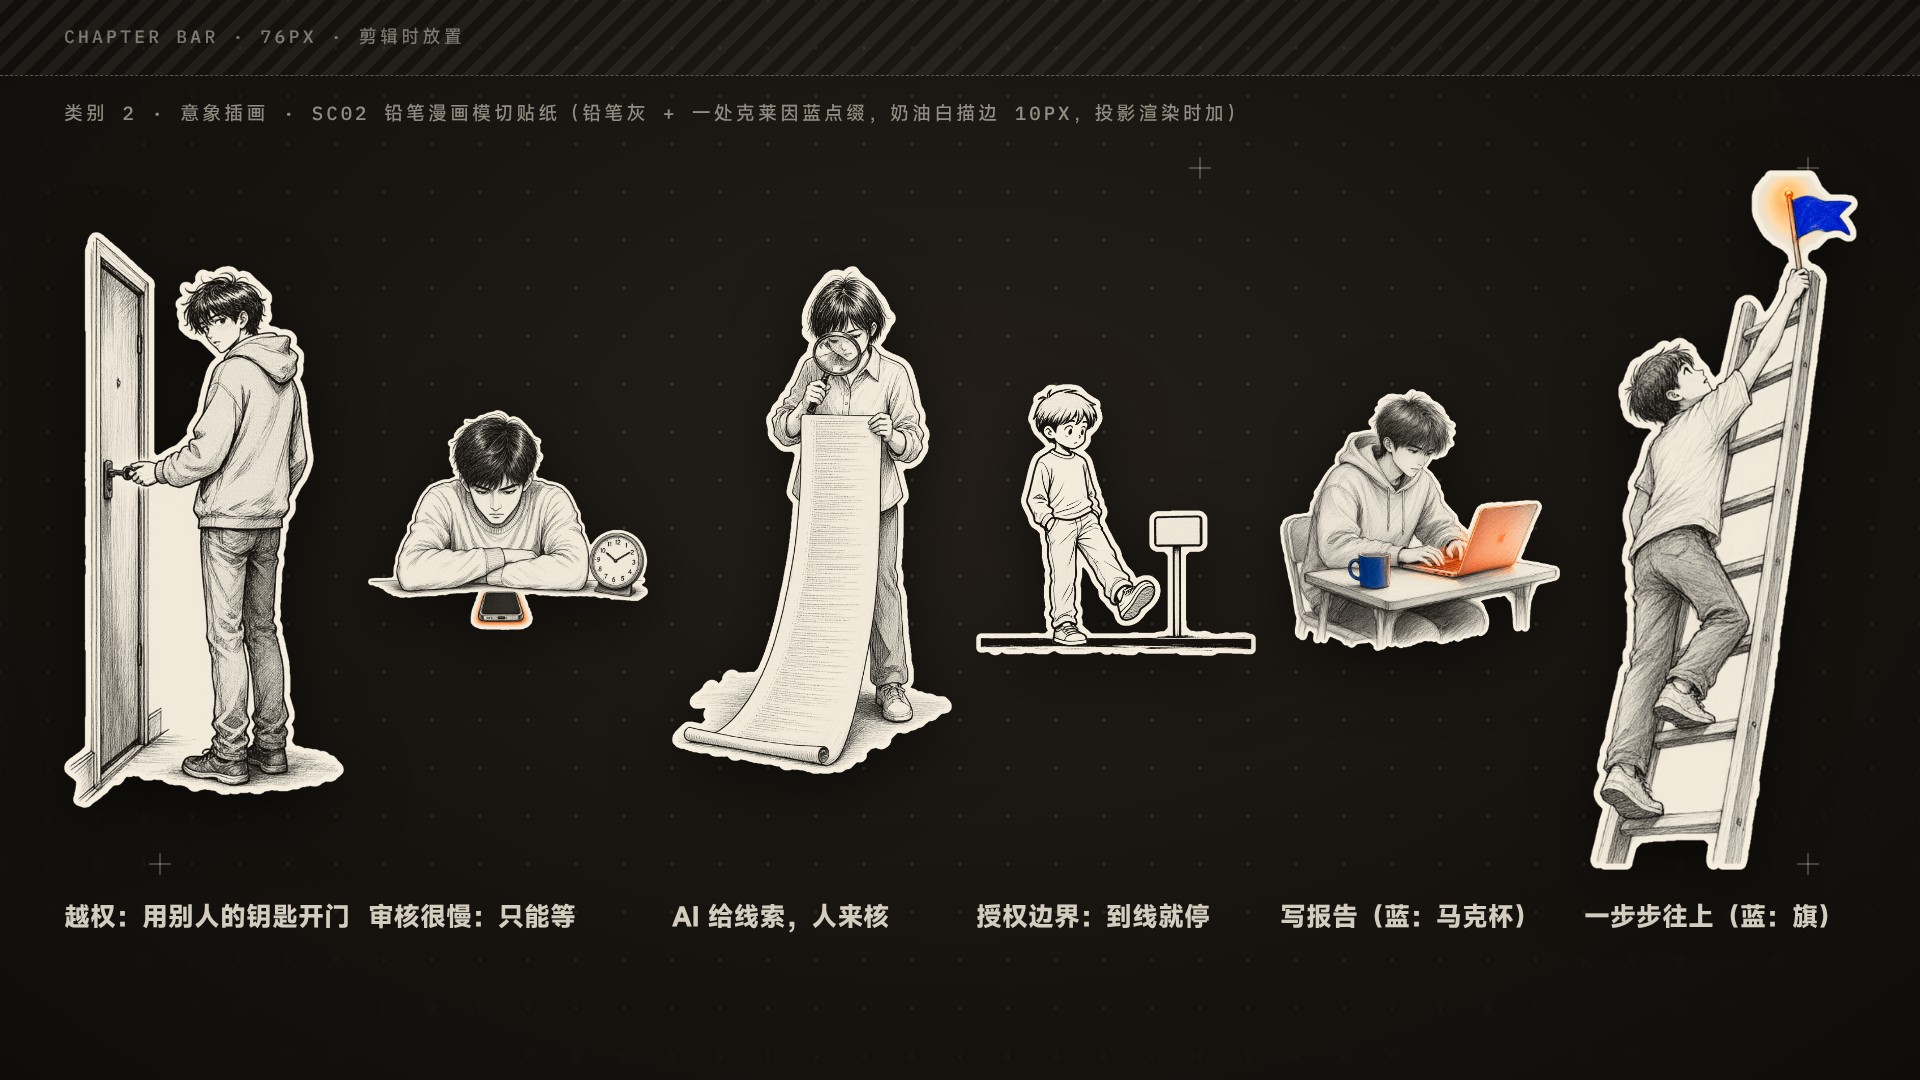 CHAPTER BAR · 76PX · 剪辑时放置
类别 2 · 意象插画 · SC02 铅笔漫画模切贴纸（铅笔灰 + 一处克莱因蓝点缀，奶油白描边 10PX，投影渲染时加）
越权：用别人的钥匙开门
审核很慢：只能等
AI 给线索，人来核
授权边界：到线就停
写报告（蓝：马克杯）
一步步往上（蓝：旗）